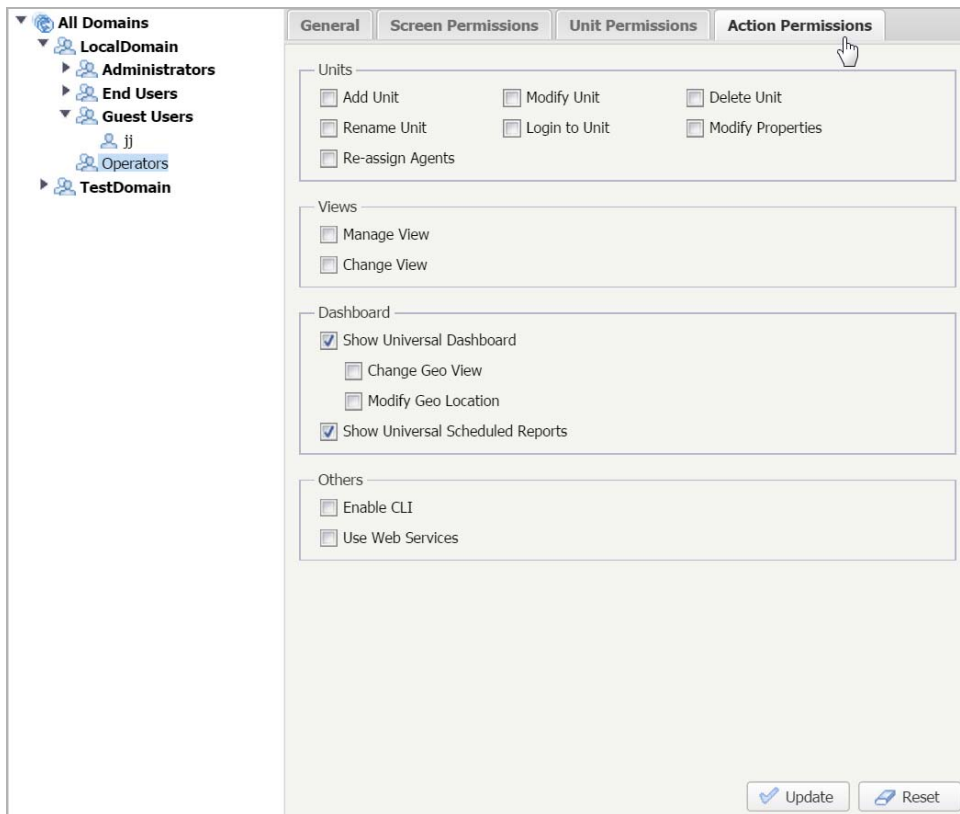 All Domains
LocalDomain
Administrators
End Users
Guest Users
jj
Operators
TestDomain
General Screen Permissions Unit Permissions Action Permissions
Units
Add Unit Modify Unit Delete Unit
Rename Unit Login to Unit Modify Properties
Re-assign Agents
Views
Manage View
Change View
Dashboard
Show Universal Dashboard
Change Geo View
Modify Geo Location
Show Universal Scheduled Reports
Others
Enable CLI
Use Web Services
Update Reset